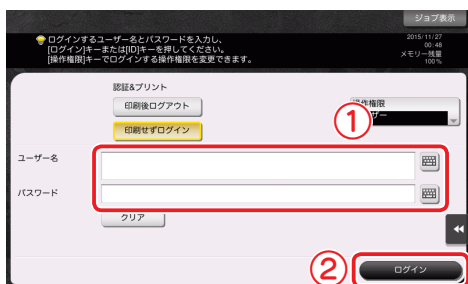 ジョブ表示
ログインするユーザー名とパスワードを入力し、
[ログイン]キーまたは[ID]キーを押してください。
[操作権限]キーでログインする操作権限を変更できます。
2015/11/27
00:48
メモリー残量
100%
認証&プリント
印刷後ログアウト
操作権限
ザー
①
印刷せずログイン
ユーザー名
パスワード
クリア
②
ログイン